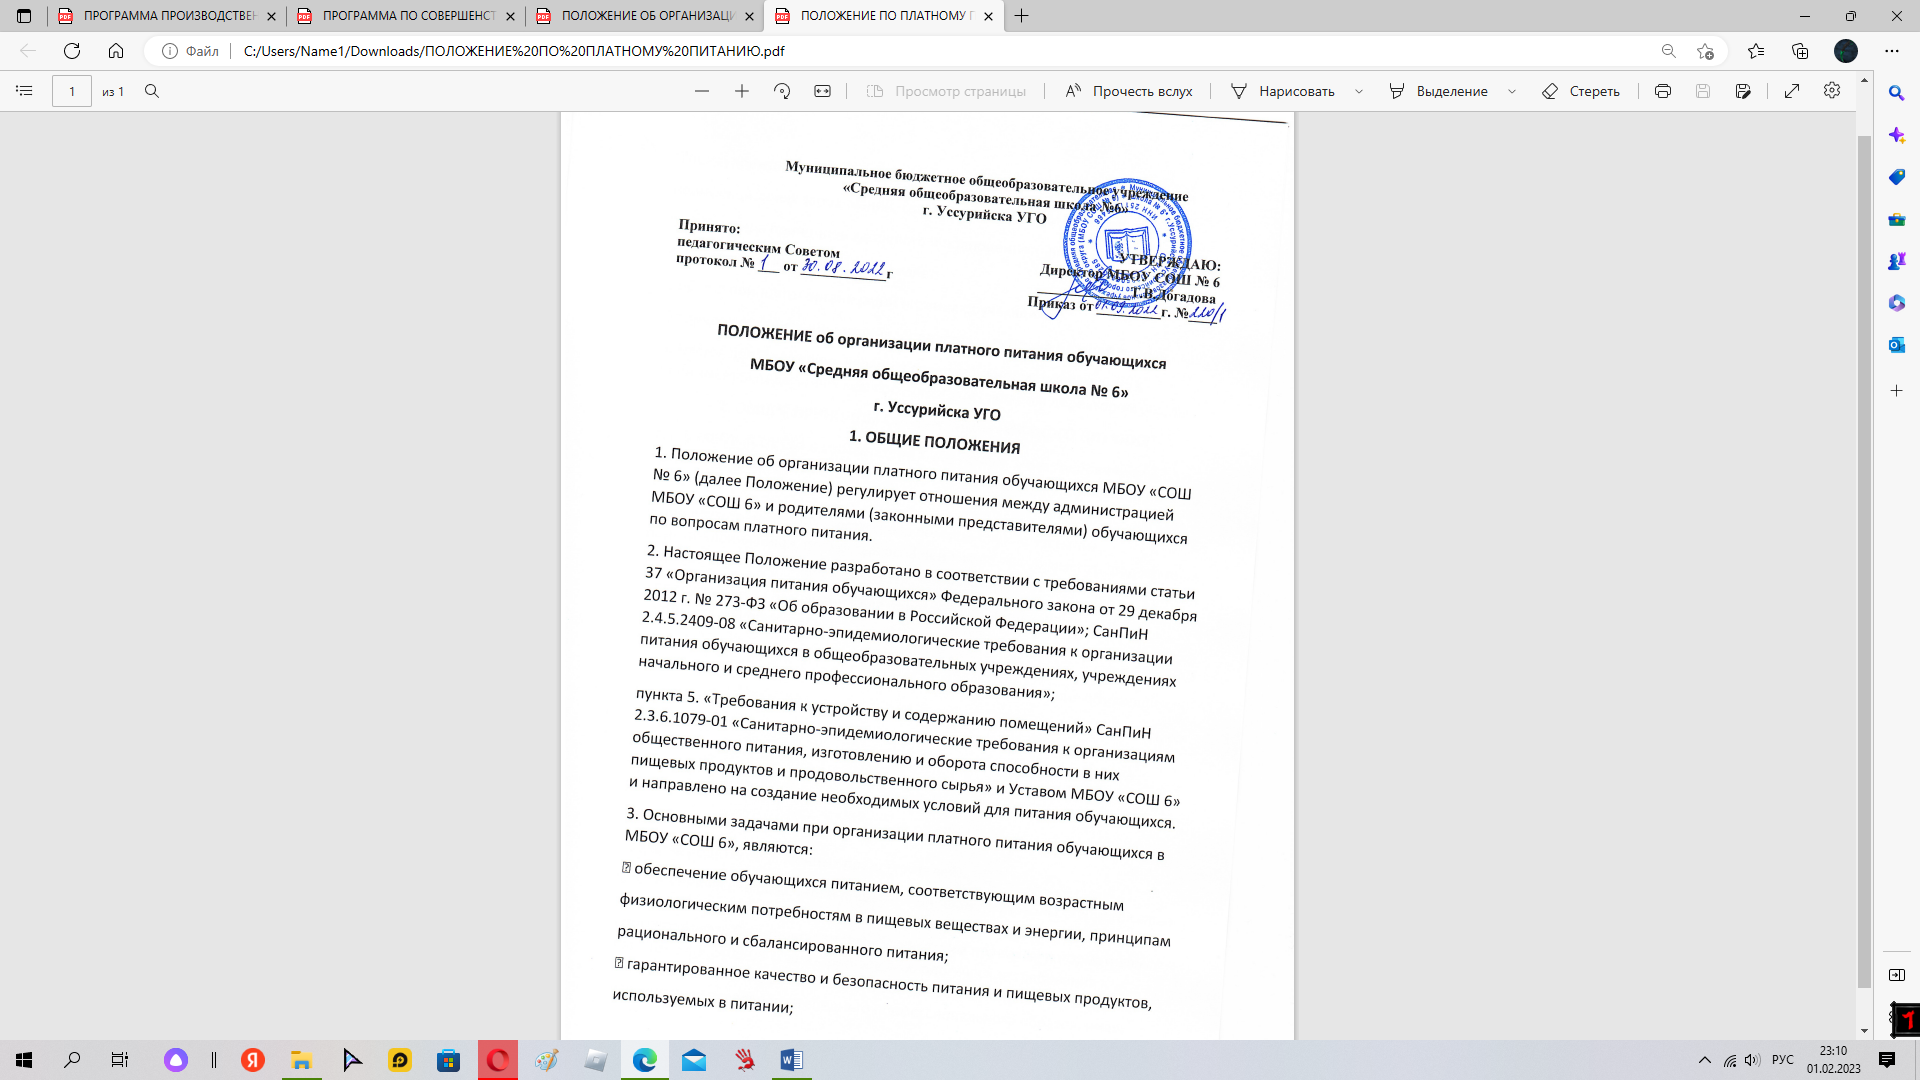 ПРОГРАММА ПРОИЗВОДСТВЕН
ПРОГРАММА ПО СОВЕРШЕНСТ
ПОЛОЖЕНИЕ ОБ ОРГАНИЗАЦИ
ПОЛОЖЕНИЕ ПО ПЛАТНОМУ П
Файл
C:/Users/Name1/Downloads/ПОЛОЖЕНИЕ%20ПО%20ПЛАТНОМУ%20ПИТАНИЮ.pdf
1 из 1
Просмотр страницы
Прочесть вслух
Нарисовать
Выделение
Стереть
Муниципальное бюджетное общеобразовательное учреждение
«Средняя общеобразовательная школа №6»
г. Уссурийска УГО
Принято:
педагогическим Советом
протокол № 1 от 30.08.2022г
УТВЕРЖДАЮ:
Директор МБОУ СОШ № 6
Т.В.Догадова
Приказ от 01.09.2022 г. №220/1
ПОЛОЖЕНИЕ об организации платного питания обучающихся
МБОУ «Средняя общеобразовательная школа № 6»
г. Уссурийска УГО
1. ОБЩИЕ ПОЛОЖЕНИЯ
1. Положение об организации платного питания обучающихся МБОУ «СОШ
№ 6» (далее Положение) регулирует отношения между администрацией
МБОУ «СОШ 6» и родителями (законными представителями) обучающихся
по вопросам платного питания.
2. Настоящее Положение разработано в соответствии с требованиями статьи
37 «Организация питания обучающихся» Федерального закона от 29 декабря
2012 г. № 273-ФЗ «Об образовании в Российской Федерации»; СанПиН
2.4.5.2409-08 «Санитарно-эпидемиологические требования к организации
питания обучающихся в общеобразовательных учреждениях, учреждениях
начального и среднего профессионального образования»;
пункта 5. «Требования к устройству и содержанию помещений» СанПиН
2.3.6.1079-01 «Санитарно-эпидемиологические требования к организациям
общественного питания, изготовлению и оборота способности в них
пищевых продуктов и продовольственного сырья» и Уставом МБОУ «СОШ 6»
и направлено на создание необходимых условий для питания обучающихся.
3. Основными задачами при организации платного питания обучающихся в
МБОУ «СОШ 6», являются:
обеспечение обучающихся питанием, соответствующим возрастным
физиологическим потребностям в пищевых веществах и энергии, принципам
рационального и сбалансированного питания;
гарантированное качество и безопасность питания и пищевых продуктов,
используемых в питании;
РУС
23:10
01.02.2023